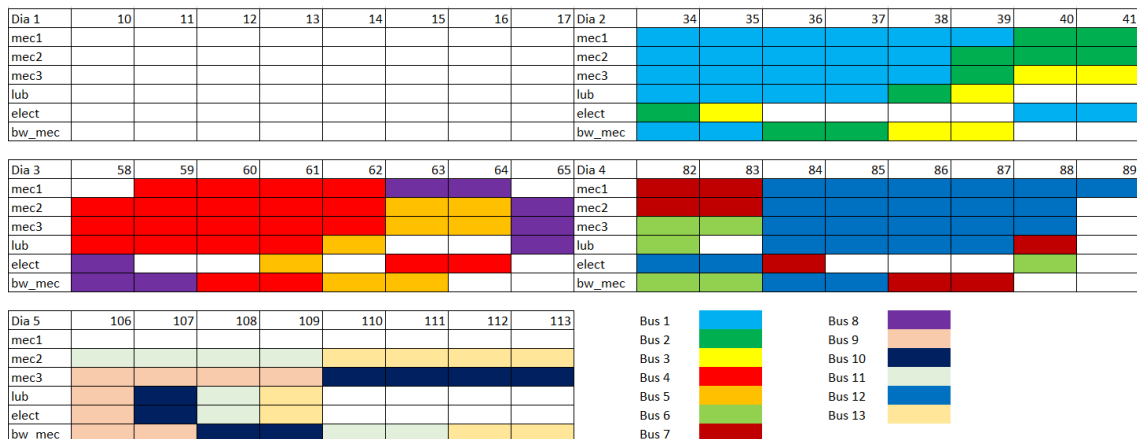 Dia 1 10 11 12 13 14 15 16 17 Dia 2 34 35 36 37 38 39 40 41
mec1 mec1
mec2 mec2
mec3 mec3
lub lub
elect elect
bw_mec bw_mec
Dia 3 58 59 60 61 62 63 64 65 Dia 4 82 83 84 85 86 87 88 89
mec1 mec1
mec2 mec2
mec3 mec3
lub lub
elect elect
bw_mec bw_mec
Dia 5 106 107 108 109 110 111 112 113 Bus 1 Bus 8
mec1 Bus 2 Bus 9
mec2 Bus 3 Bus 10
mec3 Bus 4 Bus 11
lub Bus 5 Bus 12
elect Bus 6 Bus 13
bw_mec Bus 7